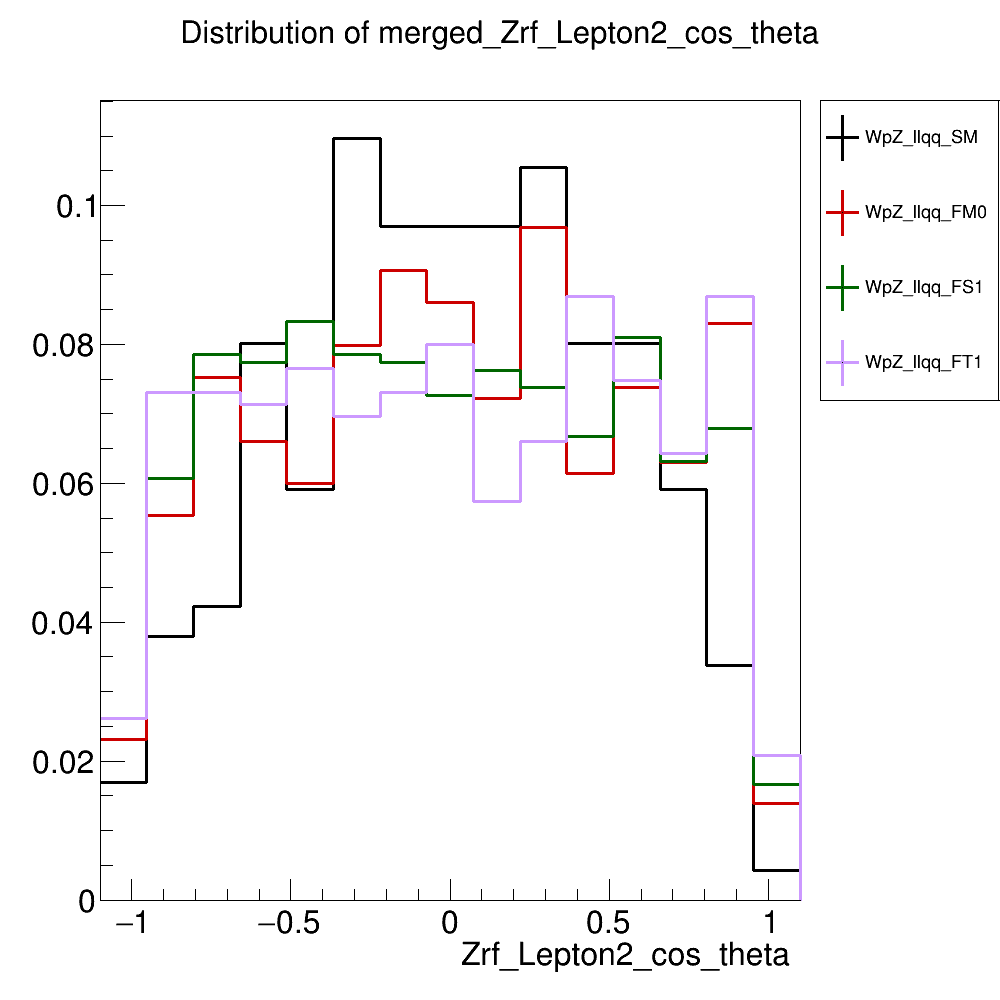 Distribution of merged_Zrf_Lepton2_cos_theta
WpZ_llqq_SM
WpZ_llqq_FM0
WpZ_llqq_FS1
WpZ_llqq_FT1
0.1
0.08
0.06
0.04
0.02
0
−1 −0.5 0 0.5 1
Zrf_Lepton2_cos_theta